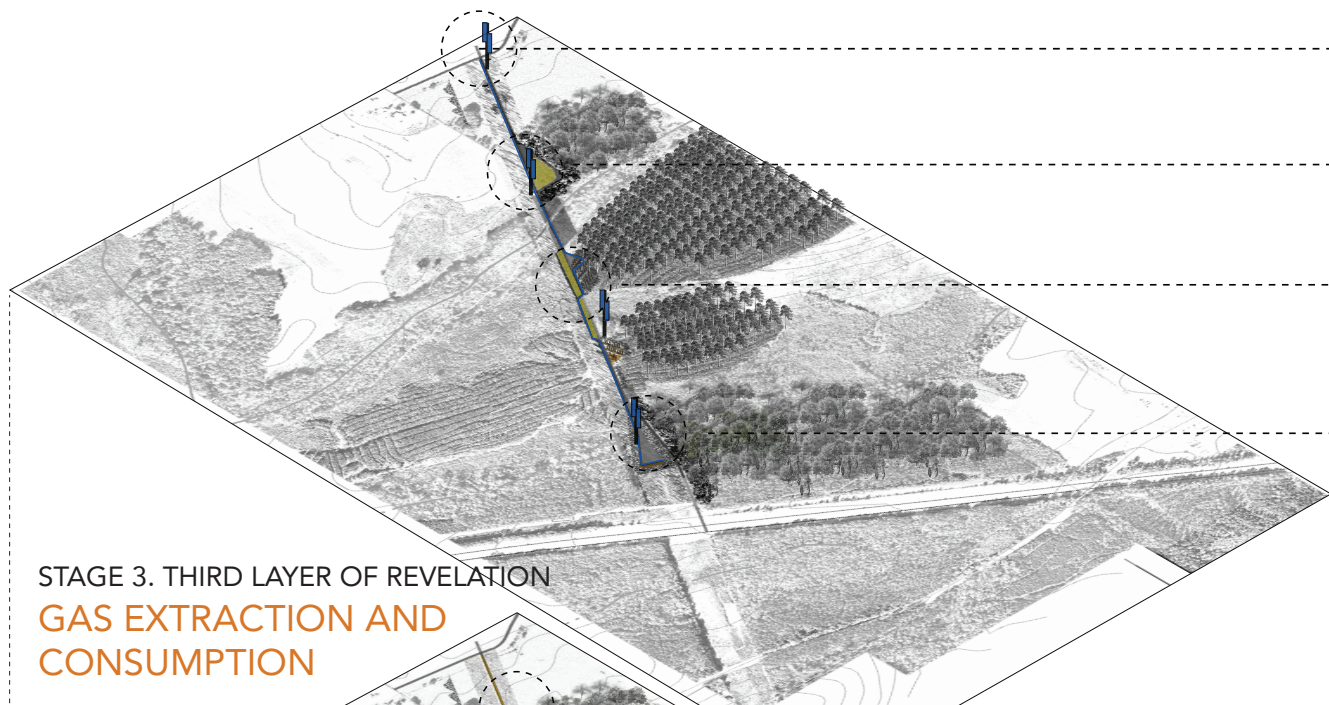 STAGE 3. THIRD LAYER OF REVELATION
GAS EXTRACTION AND
CONSUMPTION